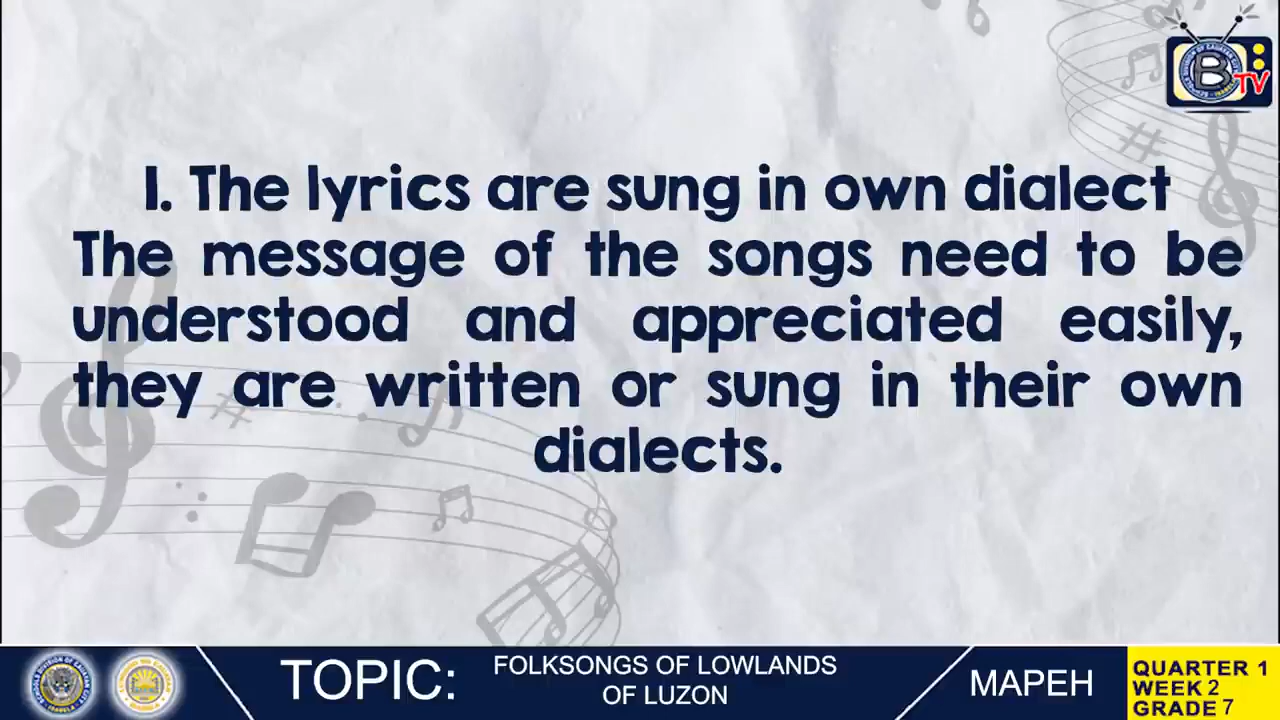 B
TV
1. The lyrics are sung in own dialect
The message of the songs need to be
understood and appreciated easily,
they are written or sung in their own
dialects.
TOPIC:
FOLKSONGS OF LOWLANDS
OF LUZON
MAPEH
QUARTER 1
WEEK 2
GRADE 7